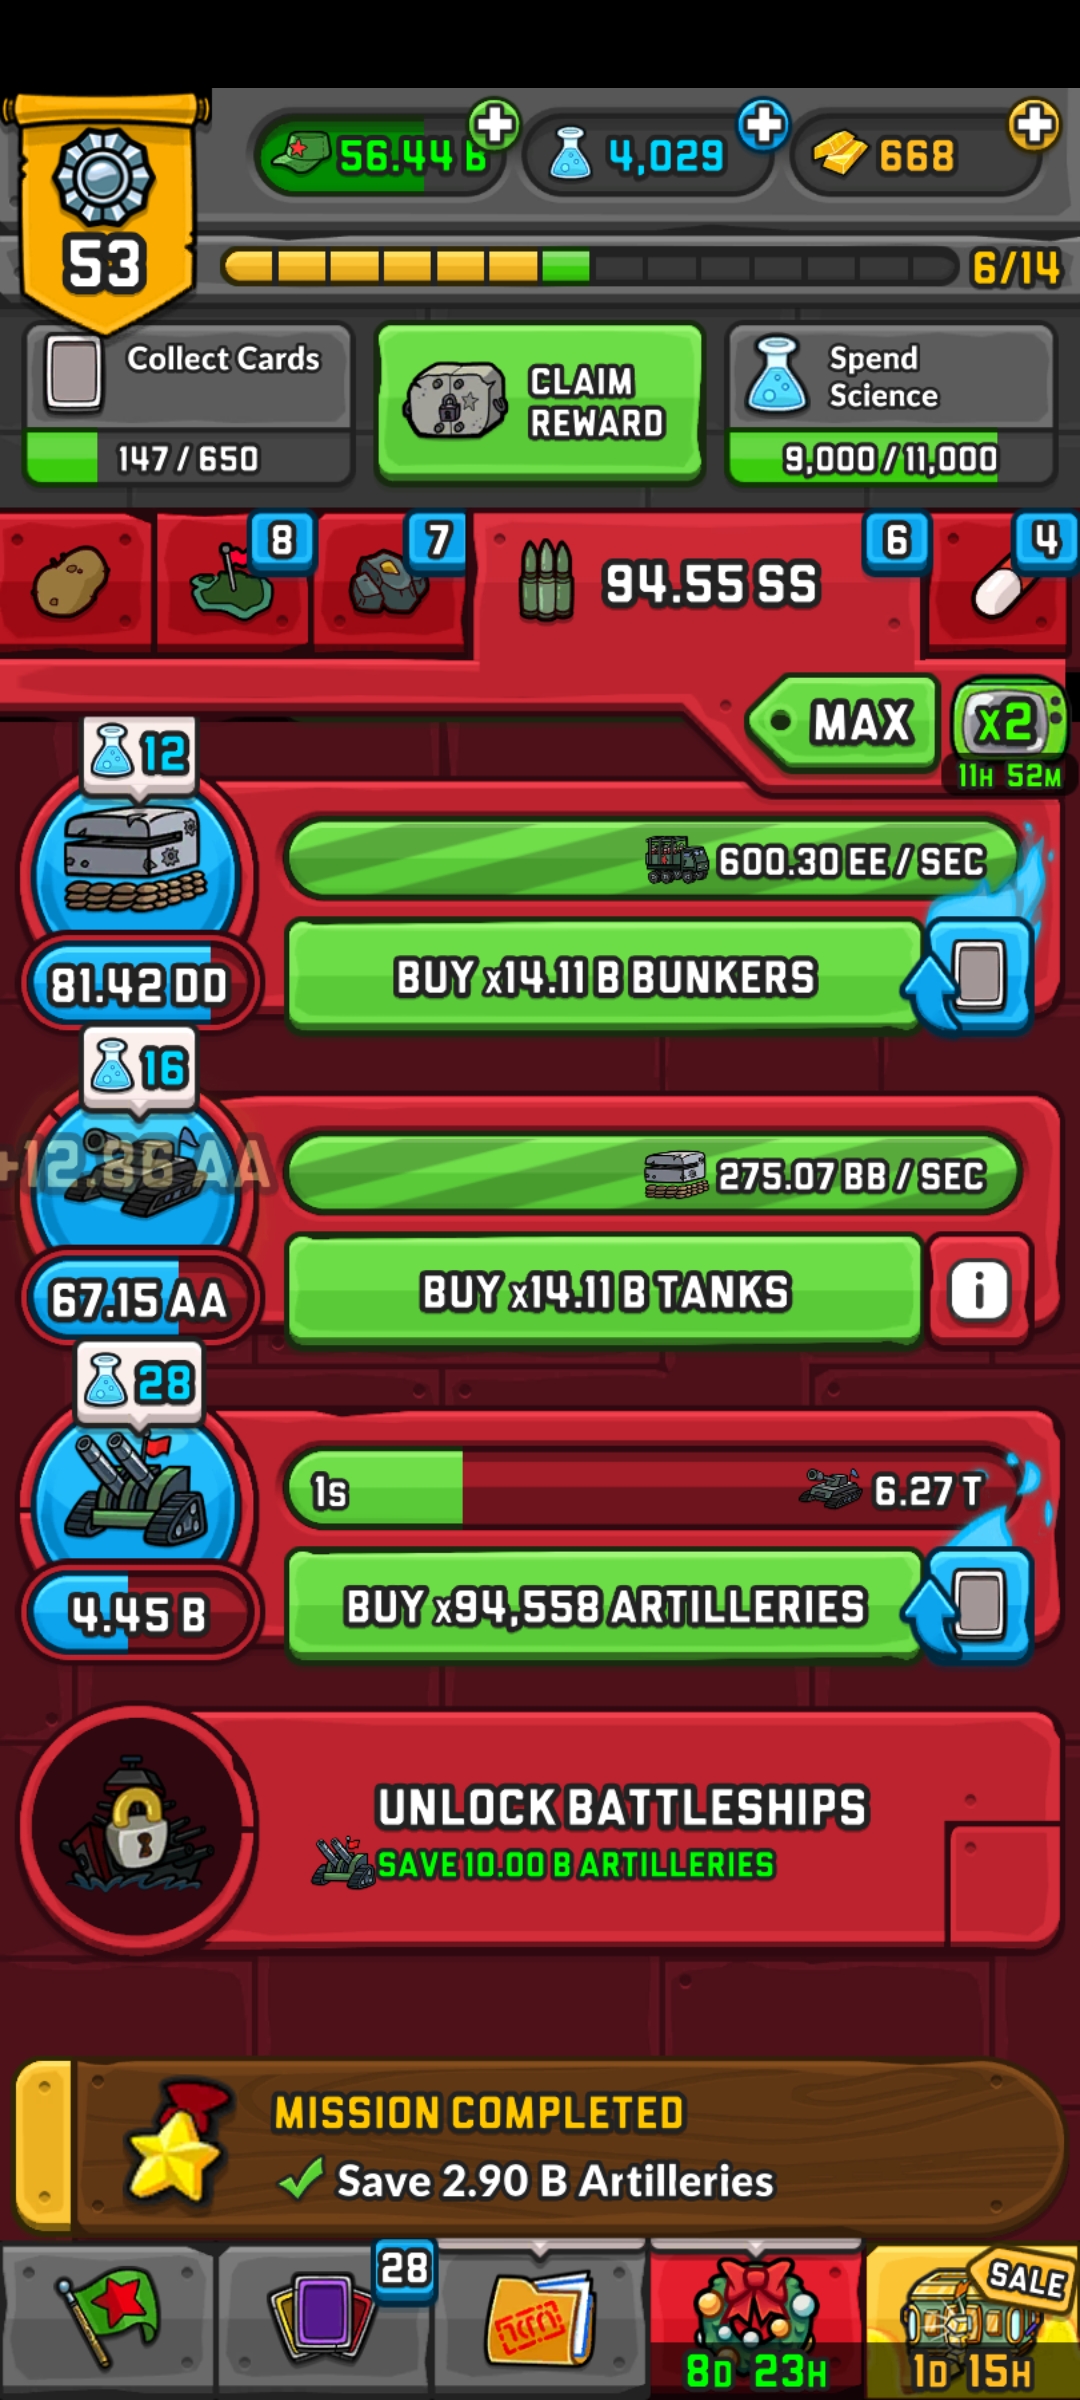 56.44 B
4,029
668
53
6/14
Collect Cards
147 / 650
CLAIM
REWARD
Spend
Science
9,000 / 11,000
8
7
94.55 SS
6
4
MAX
x2
11H 52M
12
600.30 EE / SEC
81.42 DD
BUY x14.11 B BUNKERS
16
+12.86 AA
275.07 BB / SEC
67.15 AA
BUY x14.11 B TANKS
i
28
1s
6.27 T
4.45 B
BUY x94,558 ARTILLERIES
UNLOCK BATTLESHIPS
SAVE 10.00 B ARTILLERIES
MISSION COMPLETED
Save 2.90 B Artilleries
28
SALE
8D 23H
1D 15H